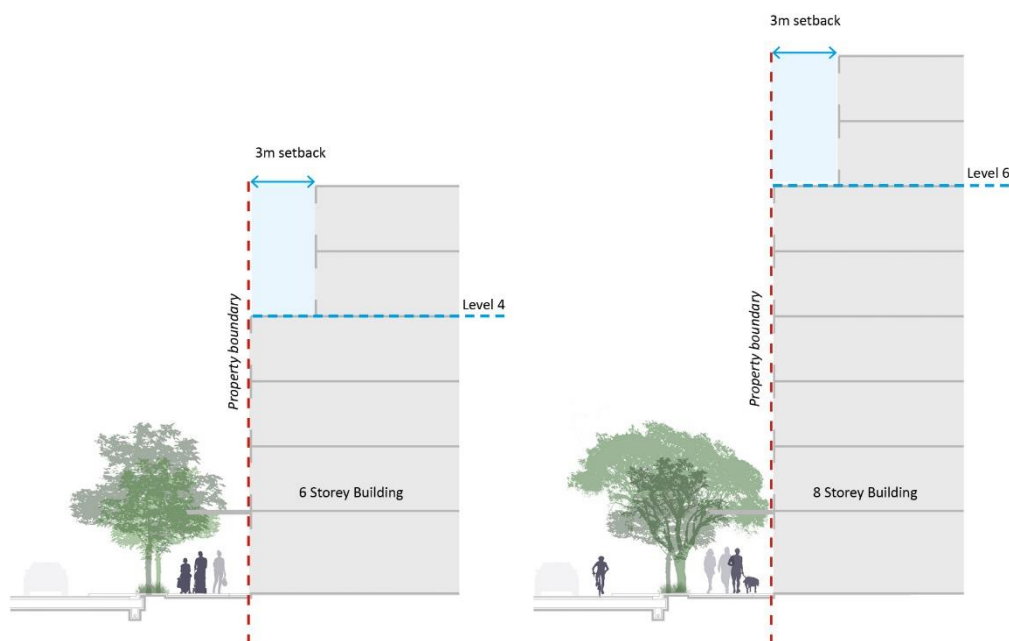 3m setback
Property boundary
Level 4
6 Storey Building
3m setback
Property boundary
Level 6
8 Storey Building